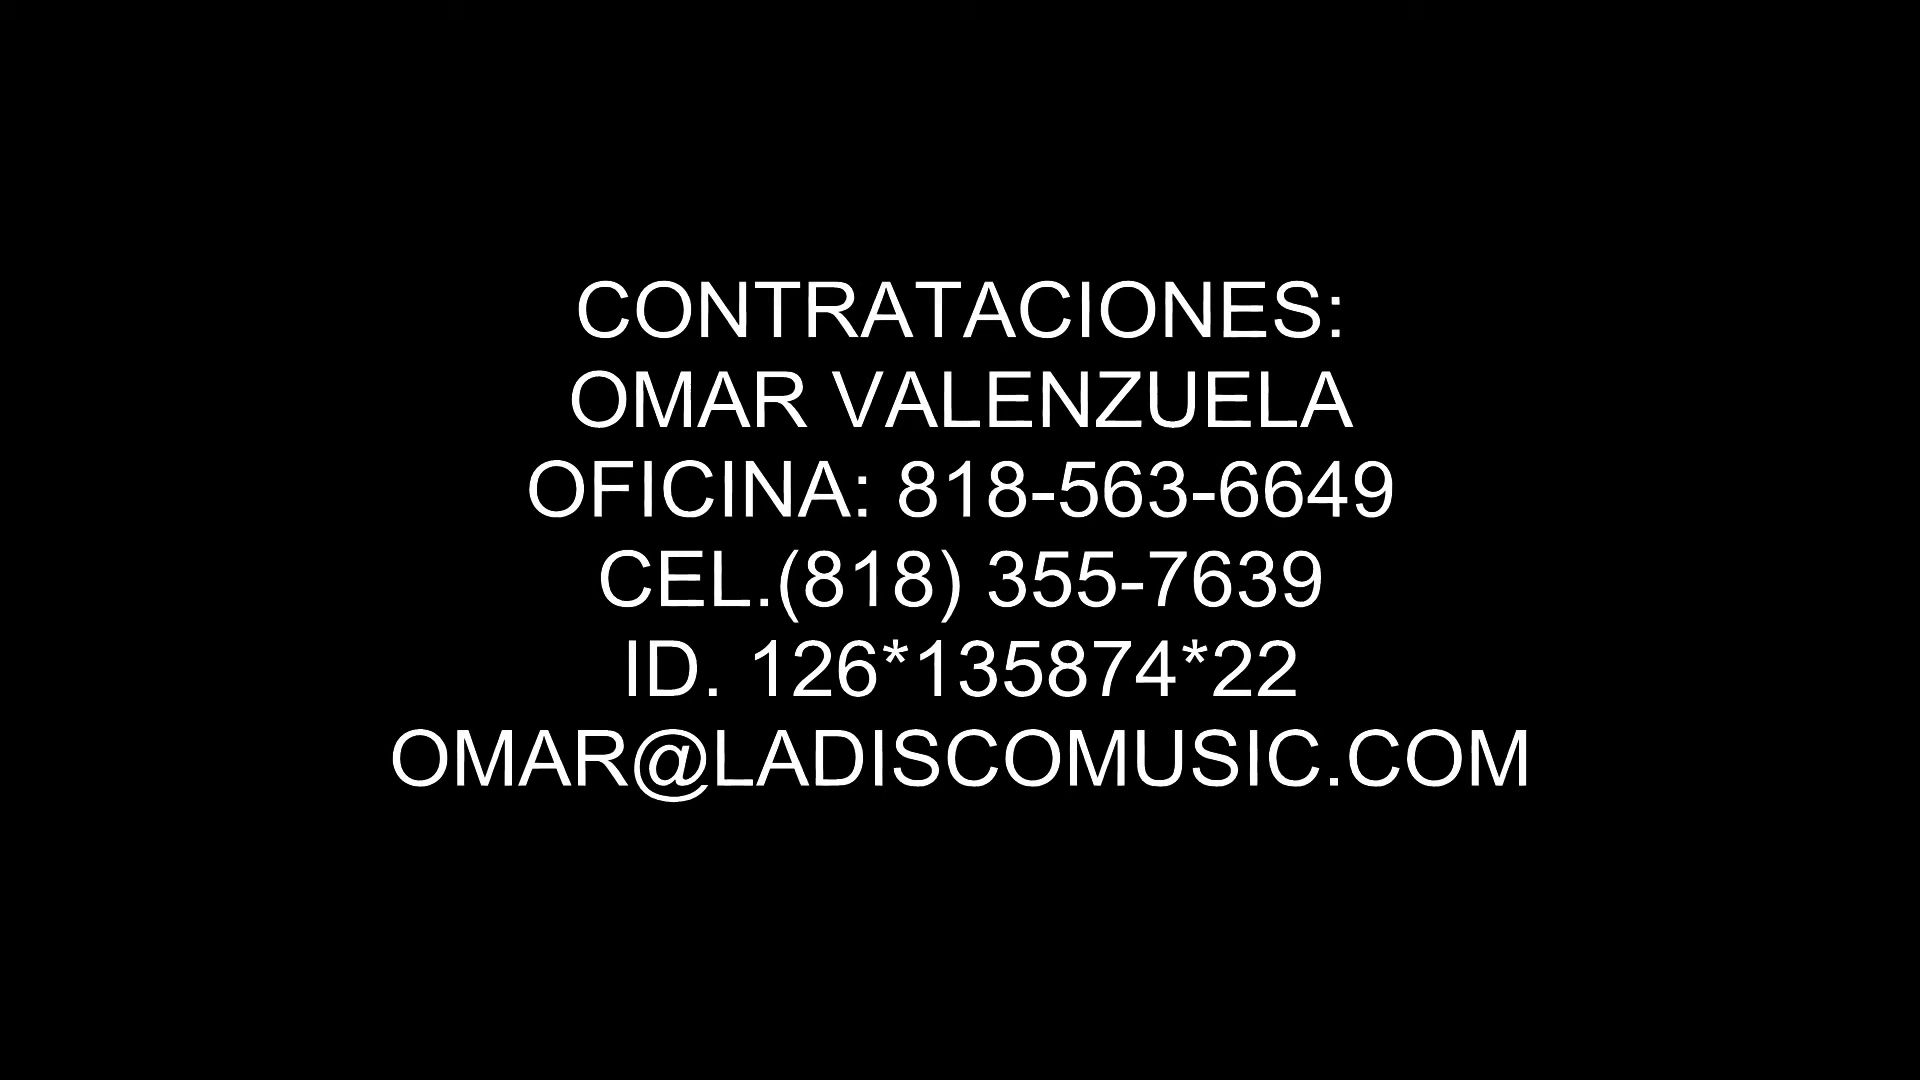 CONTRATACIONES:
OMAR VALENZUELA
OFICINA: 818-563-6649
CEL.(818) 355-7639
ID. 126*135874*22
OMAR@LADISCOMUSIC.COM